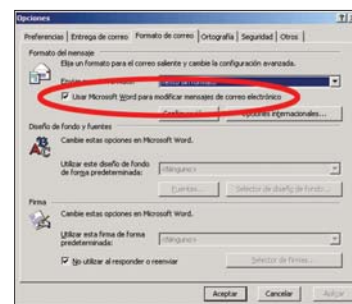 Opciones
Preferencias Entrega de correo Formato de correo Ortografía Seguridad Otros
Formato del mensaje
Elija un formato para el correo saliente y cambie la configuración avanzada.
Usar Microsoft Word para modificar mensajes de correo electrónico
Opciones internacionales...
Diseño de fondo y fuentes
Cambie estas opciones en Microsoft Word.
Utilizar este diseño de fondo
de forma predeterminada:
<Ninguno>
Fuentes... Selector de diseño de fondo...
Firma
Cambie estas opciones en Microsoft Word.
Utilizar esta firma de forma
predeterminada:
<Ninguno>
No utilizar al responder o reenviar
Selector de firmas...
Aceptar Cancelar Aplicar